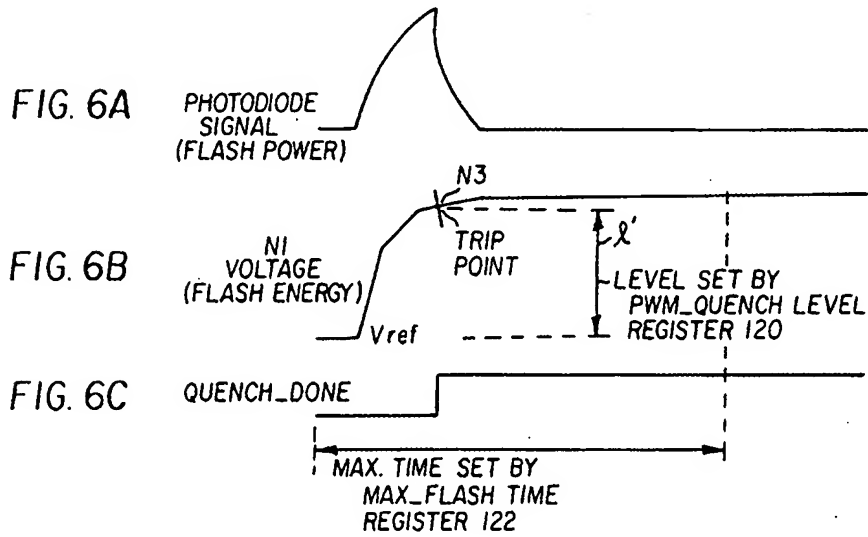 FIG. 6A
PHOTODIODE
SIGNAL
(FLASH POWER)
FIG. 6B
N1
VOLTAGE
(FLASH ENERGY)
N3
TRIP
POINT
Vref
ℓ'
LEVEL SET BY
PWM_QUENCH LEVEL
REGISTER 120
FIG. 6C
QUENCH_DONE
MAX. TIME SET BY
MAX_FLASH TIME
REGISTER 122